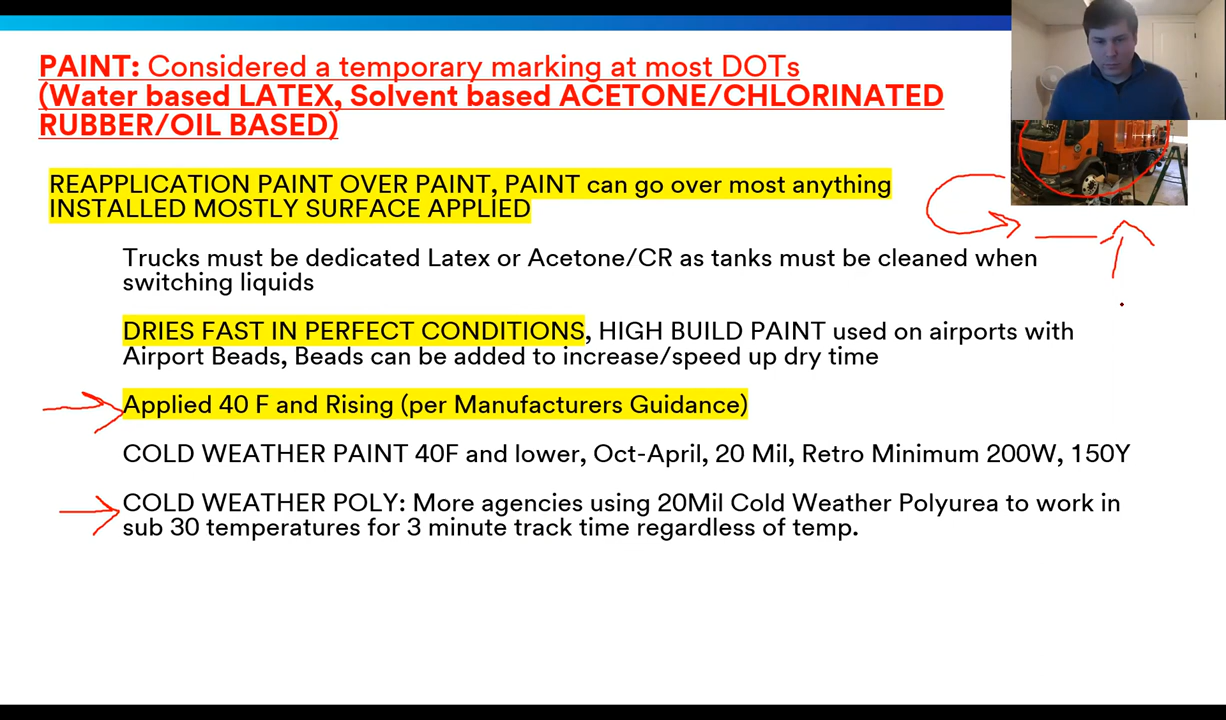 PAINT: Considered a temporary marking at most DOTs
(Water based LATEX, Solvent based ACETONE/CHLORINATED
RUBBER/OIL BASED)
REAPPLICATION PAINT OVER PAINT, PAINT can go over most anything
INSTALLED MOSTLY SURFACE APPLIED
Trucks must be dedicated Latex or Acetone/CR as tanks must be cleaned when
switching liquids
DRIES FAST IN PERFECT CONDITIONS, HIGH BUILD PAINT used on airports with
Airport Beads, Beads can be added to increase/speed up dry time
Applied 40 F and Rising (per Manufacturers Guidance)
COLD WEATHER PAINT 40F and lower, Oct-April, 20 Mil, Retro Minimum 200W, 150Y
COLD WEATHER POLY: More agencies using 20Mil Cold Weather Polyurea to work in
sub 30 temperatures for 3 minute track time regardless of temp.